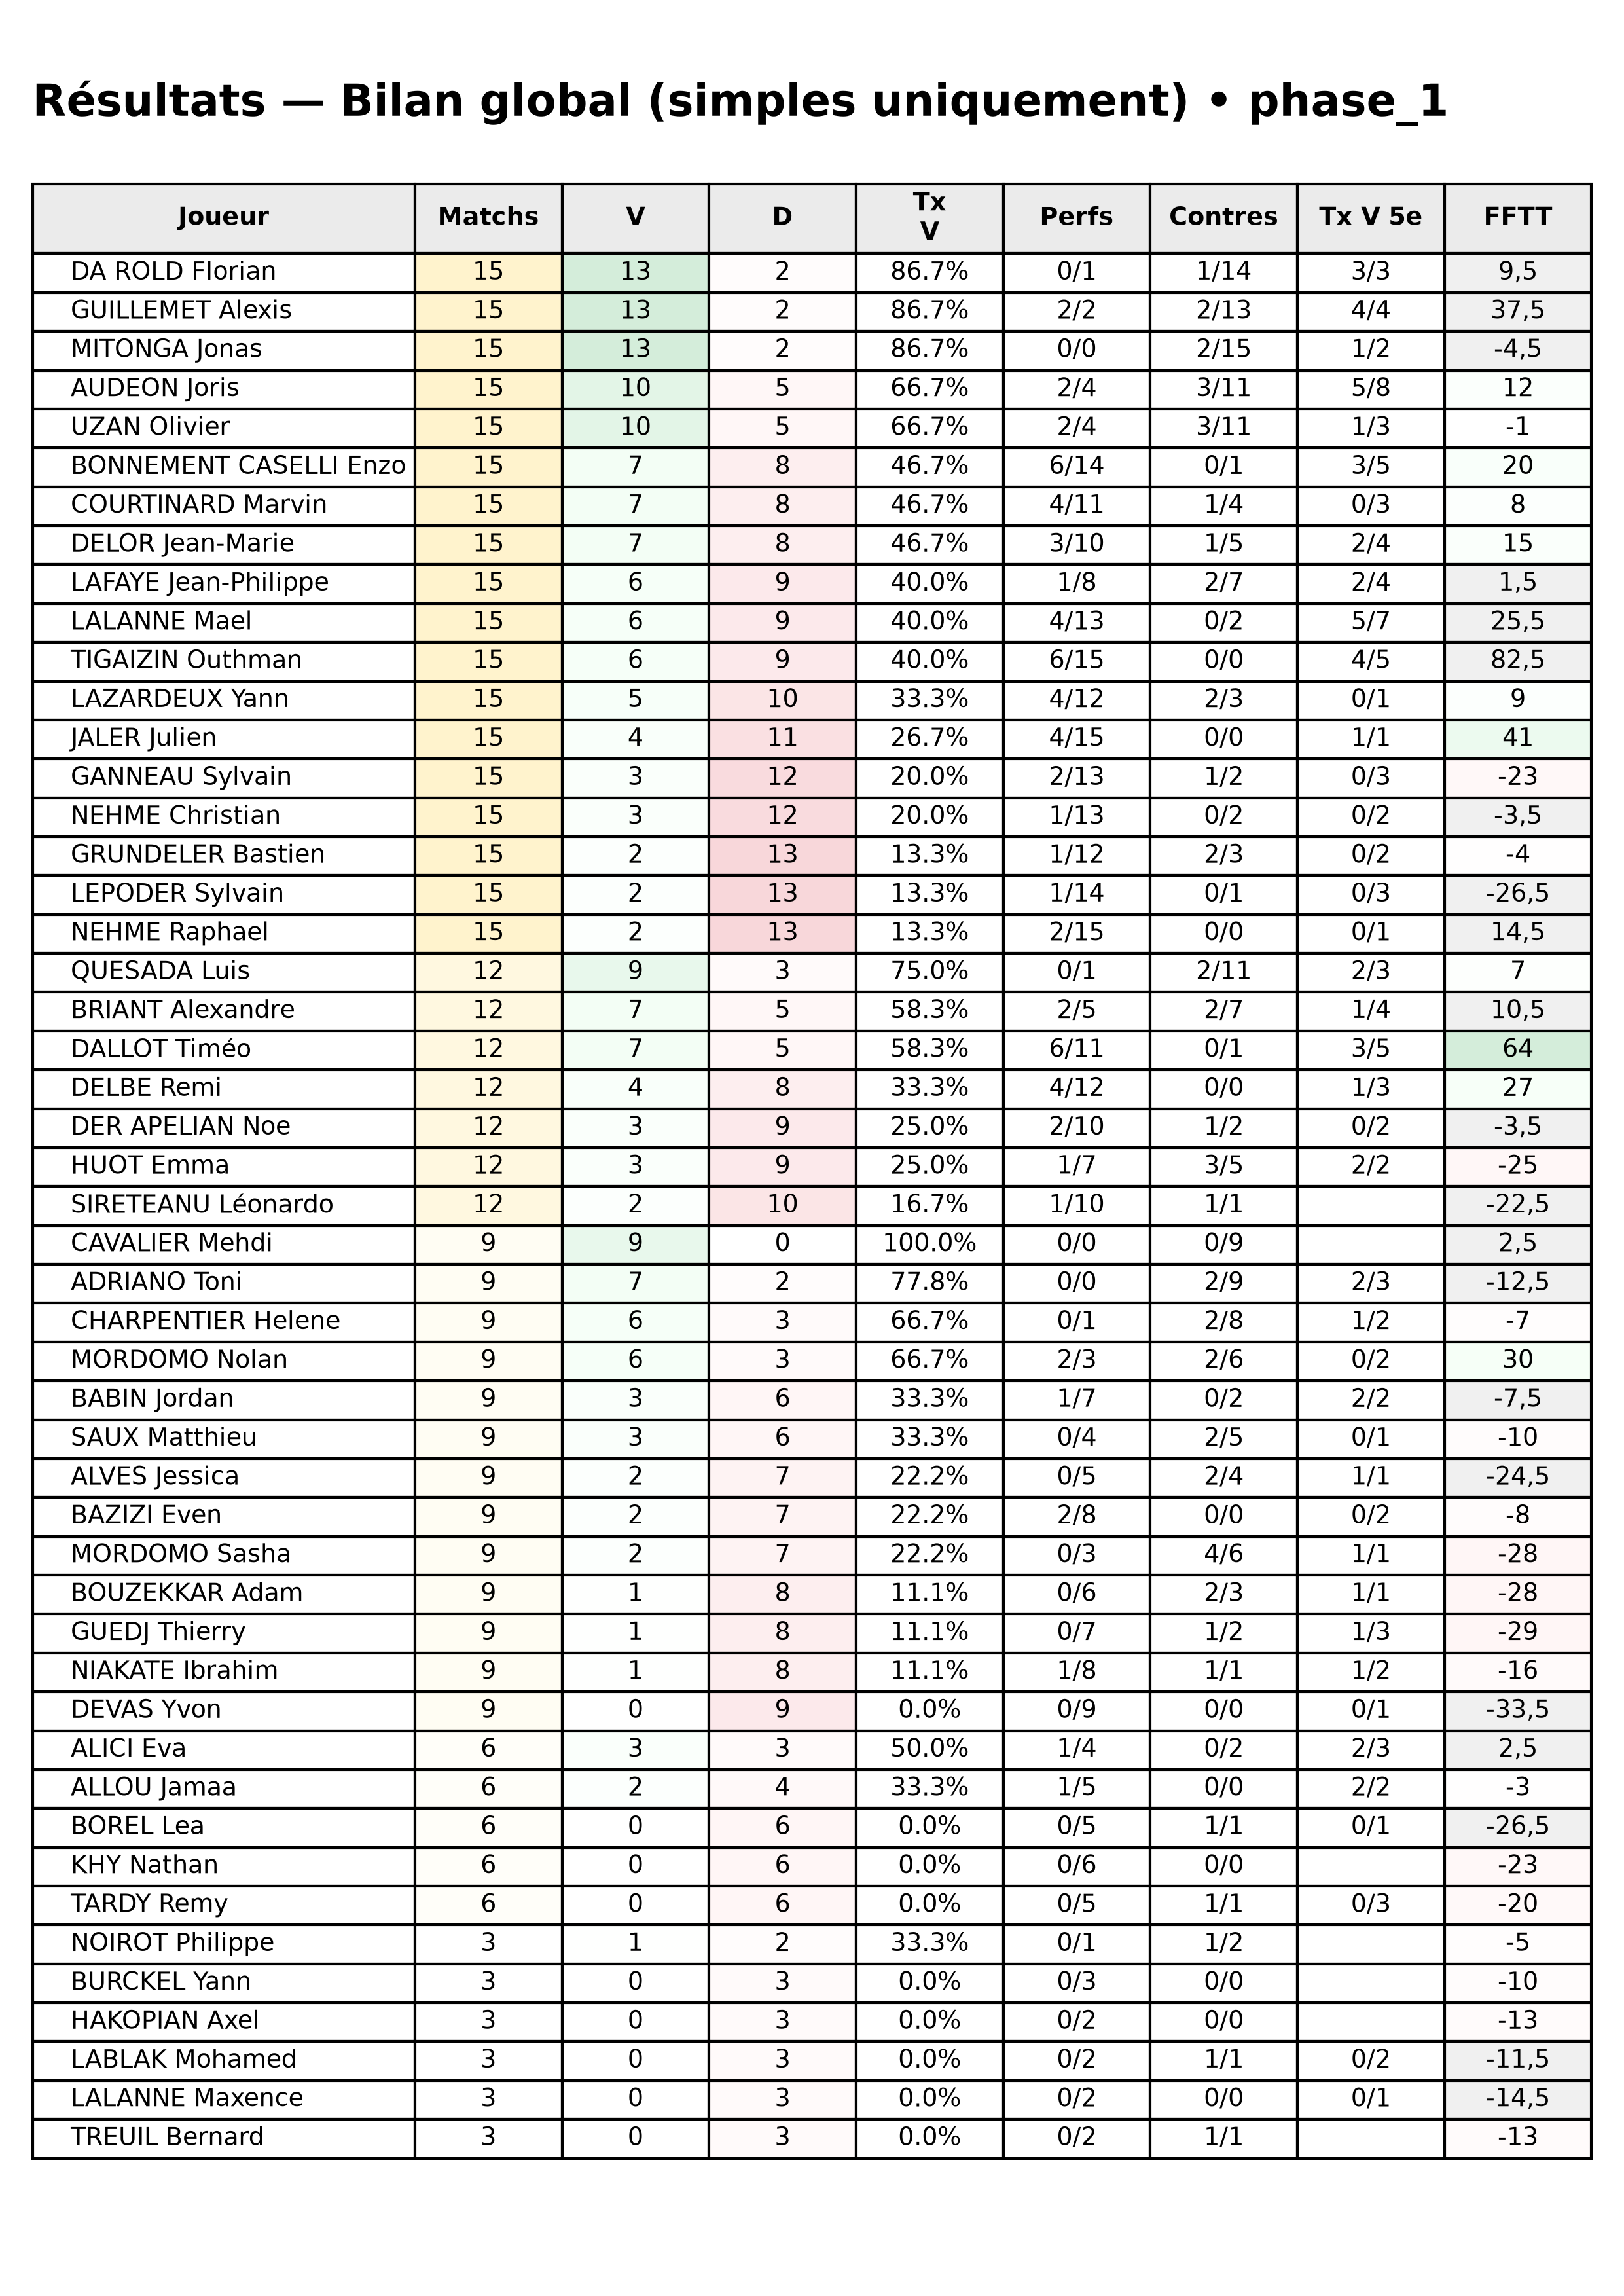 Résultats — Bilan global (simples uniquement) • phase_1
Joueur Matchs V D Tx V Perfs Contres Tx V 5e FFTT
DA ROLD Florian 15 13 2 86.7% 0/1 1/14 3/3 9,5
GUILLEMET Alexis 15 13 2 86.7% 2/2 2/13 4/4 37,5
MITONGA Jonas 15 13 2 86.7% 0/0 2/15 1/2 -4,5
AUDEON Joris 15 10 5 66.7% 2/4 3/11 5/8 12
UZAN Olivier 15 10 5 66.7% 2/4 3/11 1/3 -1
BONNEMENT CASELLI Enzo 15 7 8 46.7% 6/14 0/1 3/5 20
COURTINARD Marvin 15 7 8 46.7% 4/11 1/4 0/3 8
DELOR Jean-Marie 15 7 8 46.7% 3/10 1/5 2/4 15
LAFAYE Jean-Philippe 15 6 9 40.0% 1/8 2/7 2/4 1,5
LALANNE Mael 15 6 9 40.0% 4/13 0/2 5/7 25,5
TIGAIZIN Outhman 15 6 9 40.0% 6/15 0/0 4/5 82,5
LAZARDEUX Yann 15 5 10 33.3% 4/12 2/3 0/1 9
JALER Julien 15 4 11 26.7% 4/15 0/0 1/1 41
GANNEAU Sylvain 15 3 12 20.0% 2/13 1/2 0/3 -23
NEHME Christian 15 3 12 20.0% 1/13 0/2 0/2 -3,5
GRUNDELER Bastien 15 2 13 13.3% 1/12 2/3 0/2 -4
LEPODER Sylvain 15 2 13 13.3% 1/14 0/1 0/3 -26,5
NEHME Raphael 15 2 13 13.3% 2/15 0/0 0/1 14,5
QUESADA Luis 12 9 3 75.0% 0/1 2/11 2/3 7
BRIANT Alexandre 12 7 5 58.3% 2/5 2/7 1/4 10,5
DALLOT Timéo 12 7 5 58.3% 6/11 0/1 3/5 64
DELBE Remi 12 4 8 33.3% 4/12 0/0 1/3 27
DER APELIAN Noe 12 3 9 25.0% 2/10 1/2 0/2 -3,5
HUOT Emma 12 3 9 25.0% 1/7 3/5 2/2 -25
SIRETEANU Léonardo 12 2 10 16.7% 1/10 1/1 -22,5
CAVALIER Mehdi 9 9 0 100.0% 0/0 0/9 2,5
ADRIANO Toni 9 7 2 77.8% 0/0 2/9 2/3 -12,5
CHARPENTIER Helene 9 6 3 66.7% 0/1 2/8 1/2 -7
MORDOMO Nolan 9 6 3 66.7% 2/3 2/6 0/2 30
BABIN Jordan 9 3 6 33.3% 1/7 0/2 2/2 -7,5
SAUX Matthieu 9 3 6 33.3% 0/4 2/5 0/1 -10
ALVES Jessica 9 2 7 22.2% 0/5 2/4 1/1 -24,5
BAZIZI Even 9 2 7 22.2% 2/8 0/0 0/2 -8
MORDOMO Sasha 9 2 7 22.2% 0/3 4/6 1/1 -28
BOUZEKKAR Adam 9 1 8 11.1% 0/6 2/3 1/1 -28
GUEDJ Thierry 9 1 8 11.1% 0/7 1/2 1/3 -29
NIAKATE Ibrahim 9 1 8 11.1% 1/8 1/1 1/2 -16
DEVAS Yvon 9 0 9 0.0% 0/9 0/0 0/1 -33,5
ALICI Eva 6 3 3 50.0% 1/4 0/2 2/3 2,5
ALLOU Jamaa 6 2 4 33.3% 1/5 0/0 2/2 -3
BOREL Lea 6 0 6 0.0% 0/5 1/1 0/1 -26,5
KHY Nathan 6 0 6 0.0% 0/6 0/0 -23
TARDY Remy 6 0 6 0.0% 0/5 1/1 0/3 -20
NOIROT Philippe 3 1 2 33.3% 0/1 1/2 -5
BURCKEL Yann 3 0 3 0.0% 0/3 0/0 -10
HAKOPIAN Axel 3 0 3 0.0% 0/2 0/0 -13
LABLAK Mohamed 3 0 3 0.0% 0/2 1/1 0/2 -11,5
LALANNE Maxence 3 0 3 0.0% 0/2 0/0 0/1 -14,5
TREUIL Bernard 3 0 3 0.0% 0/2 1/1 -13